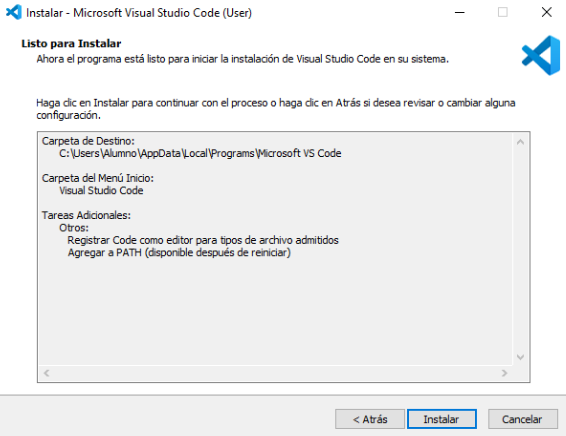 Instalar - Microsoft Visual Studio Code (User)
Listo para Instalar
Ahora el programa está listo para iniciar la instalación de Visual Studio Code en su sistema.
Haga clic en Instalar para continuar con el proceso o haga clic en Atrás si desea revisar o cambiar alguna
configuración.
Carpeta de Destino:
C:\Users\Alumno\AppData\Local\Programs\Microsoft VS Code
Carpeta del Menú Inicio:
Visual Studio Code
Tareas Adicionales:
Otros:
Registrar Code como editor para tipos de archivo admitidos
Agregar a PATH (disponible después de reiniciar)
< Atrás
Instalar
Cancelar